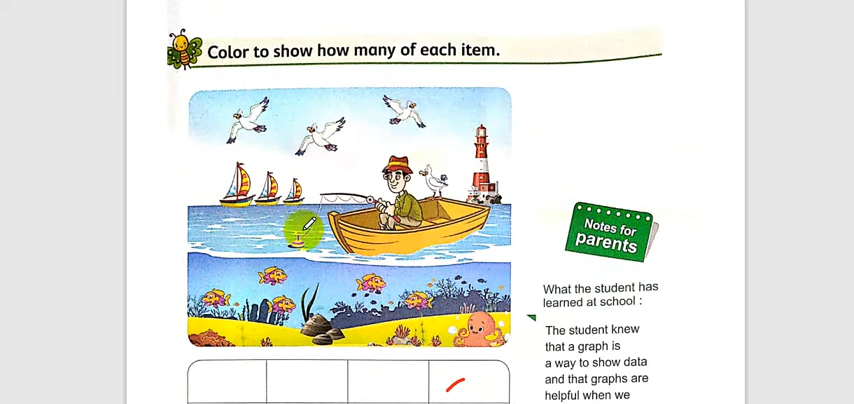 Color to show how many of each item.
Notes for
parents
What the student has
learned at school :
The student knew
that a graph is
a way to show data
and that graphs are
helpful when we